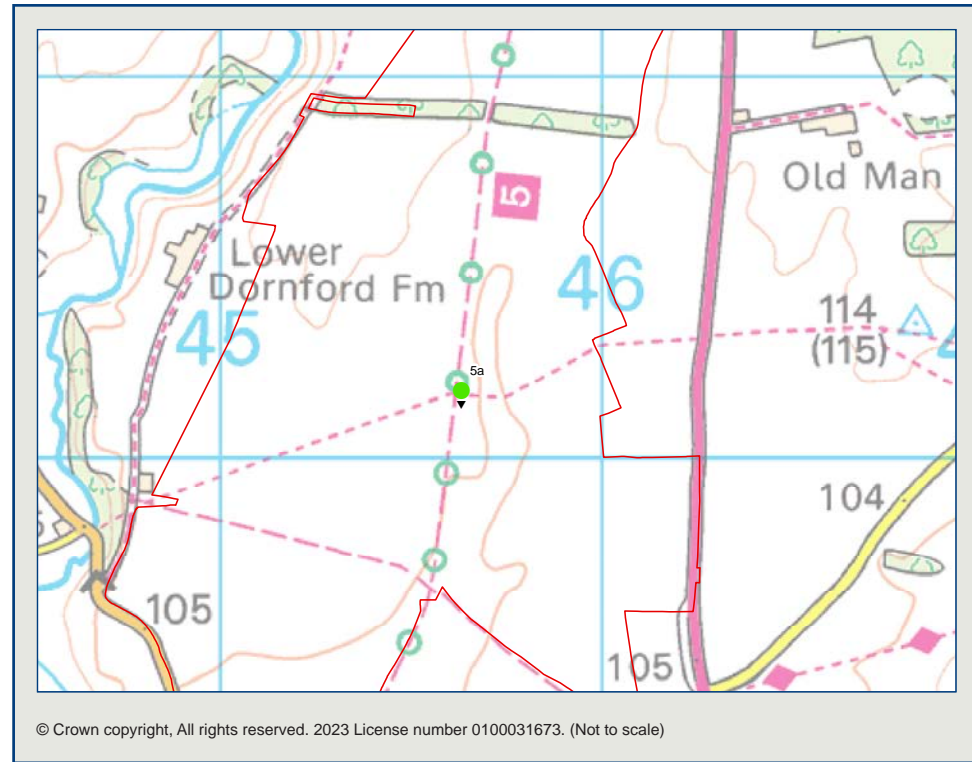 5
Old Man
Lower
Dornford Fm
46
45
114
(115)
5a
104
105
105
© Crown copyright, All rights reserved. 2023 License number 0100031673. (Not to scale)